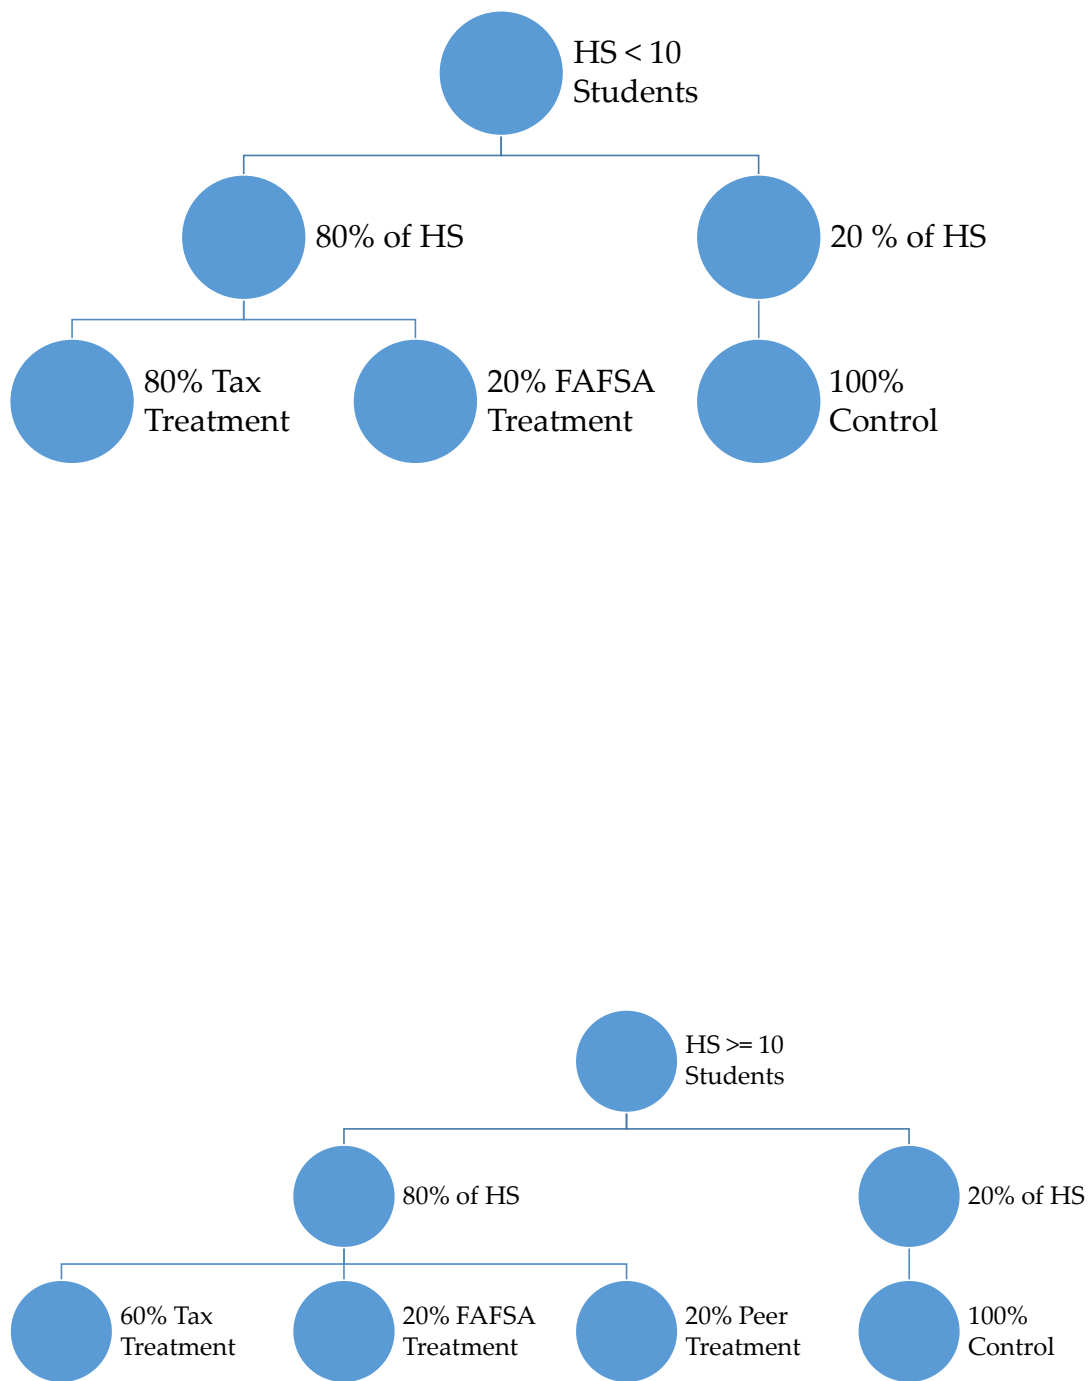 HS < 10
Students
80% of HS
20 % of HS
80% Tax
Treatment
20% FAFSA
Treatment
100%
Control
HS >= 10
Students
80% of HS
20% of HS
60% Tax
Treatment
20% FAFSA
Treatment
20% Peer
Treatment
100%
Control